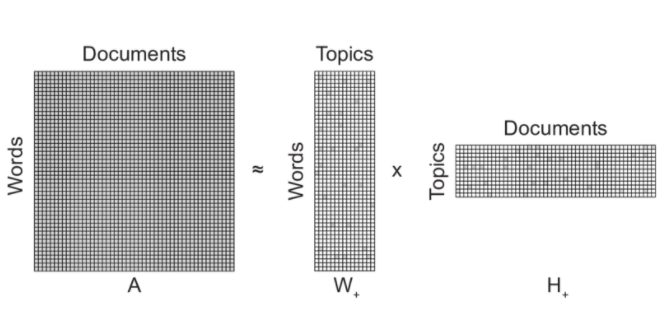 Documents
Words
A
≈
Topics
Words
W₊
x
Documents
Topics
H₊